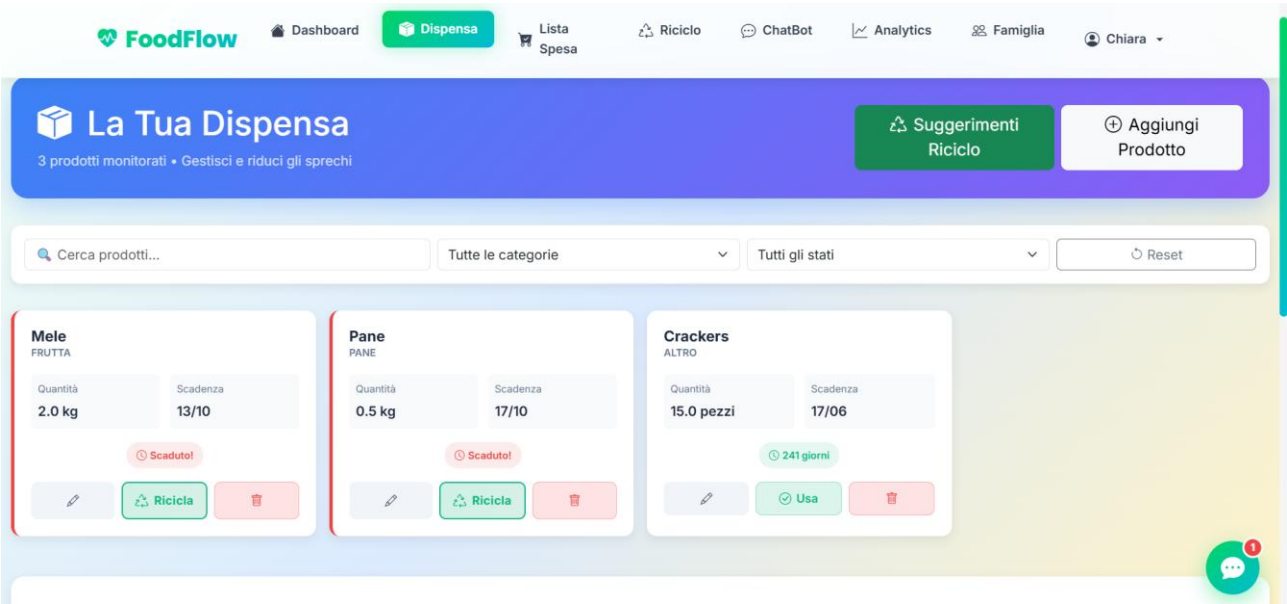 FoodFlow
Dashboard
Dispensa
Lista
Spesa
Riciclo
ChatBot
Analytics
Famiglia
Chiara
La Tua Dispensa
3 prodotti monitorati • Gestisci e riduci gli sprechi
Suggerimenti
Riciclo
Aggiungi
Prodotto
Cerca prodotti...
Tutte le categorie
Tutti gli stati
Reset
Mele
FRUTTA
Quantità
2.0 kg
Scadenza
13/10
Scaduto!
Ricicla
Pane
PANE
Quantità
0.5 kg
Scadenza
17/10
Scaduto!
Ricicla
Crackers
ALTRO
Quantità
15.0 pezzi
Scadenza
17/06
241 giorni
Usa
1